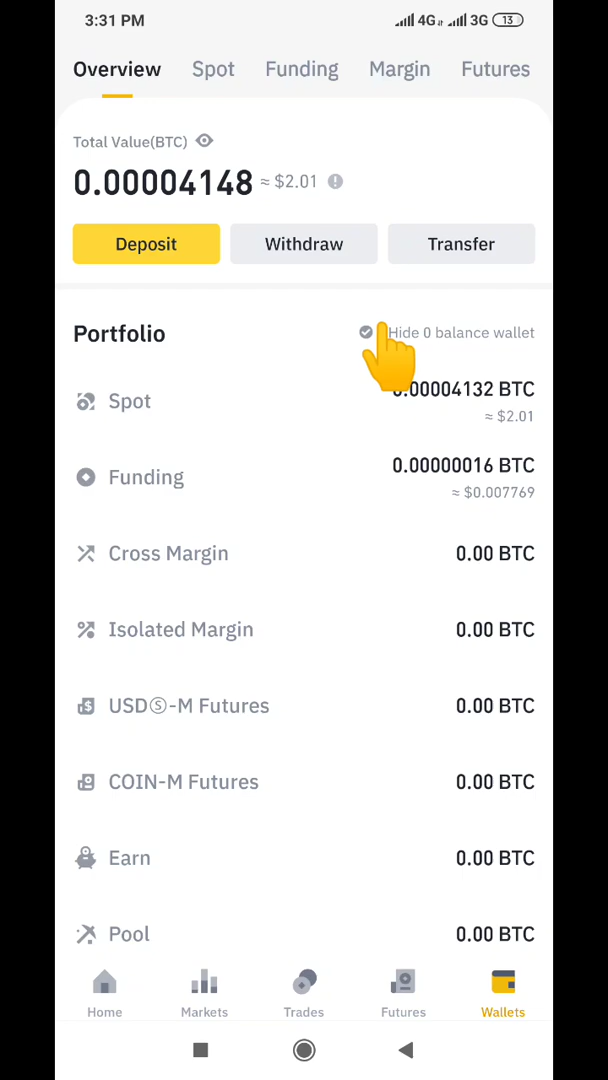 3:31 PM 4G 3G 13
Overview Spot Funding Margin Futures
Total Value(BTC)
0.00004148 ≈ $2.01
Deposit Withdraw Transfer
Portfolio Hide 0 balance wallet
Spot 0.00004132 BTC
≈ $2.01
Funding 0.00000016 BTC
≈ $0.007769
Cross Margin 0.00 BTC
Isolated Margin 0.00 BTC
USDⓈ-M Futures 0.00 BTC
COIN-M Futures 0.00 BTC
Earn 0.00 BTC
Pool 0.00 BTC
Home Markets Trades Futures Wallets